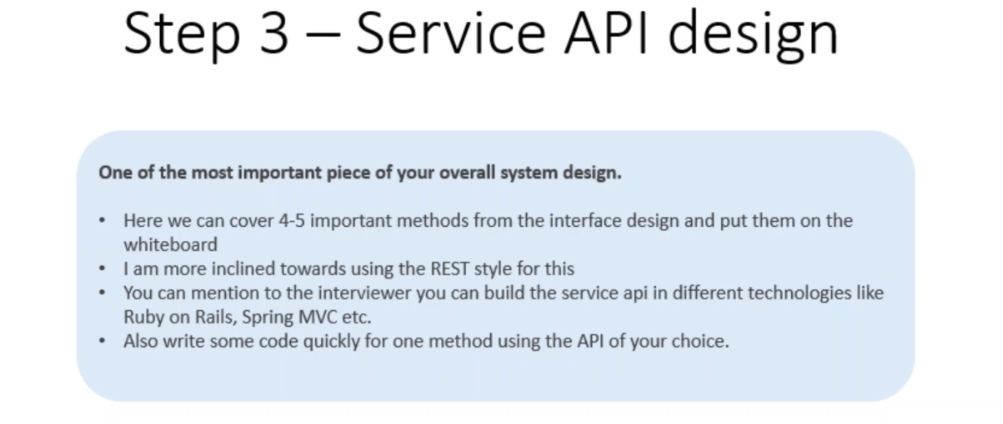 Step 3 – Service API design
One of the most important piece of your overall system design.
• Here we can cover 4-5 important methods from the interface design and put them on the
whiteboard
• I am more inclined towards using the REST style for this
• You can mention to the interviewer you can build the service api in different technologies like
Ruby on Rails, Spring MVC etc.
• Also write some code quickly for one method using the API of your choice.